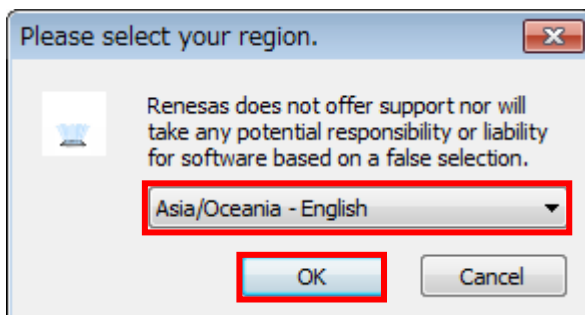 Please select your region.
Renesas does not offer support nor will
take any potential responsibility or liability
for software based on a false selection.
Asia/Oceania - English
OK Cancel